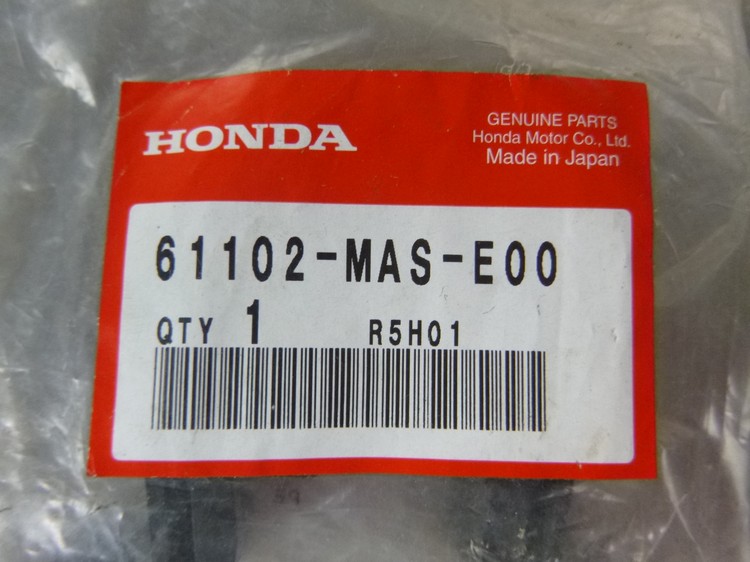 HONDA
GENUINE PARTS
Honda Motor Co., Ltd.
Made in Japan
61102-MAS-E00
QTY 1 R5H01